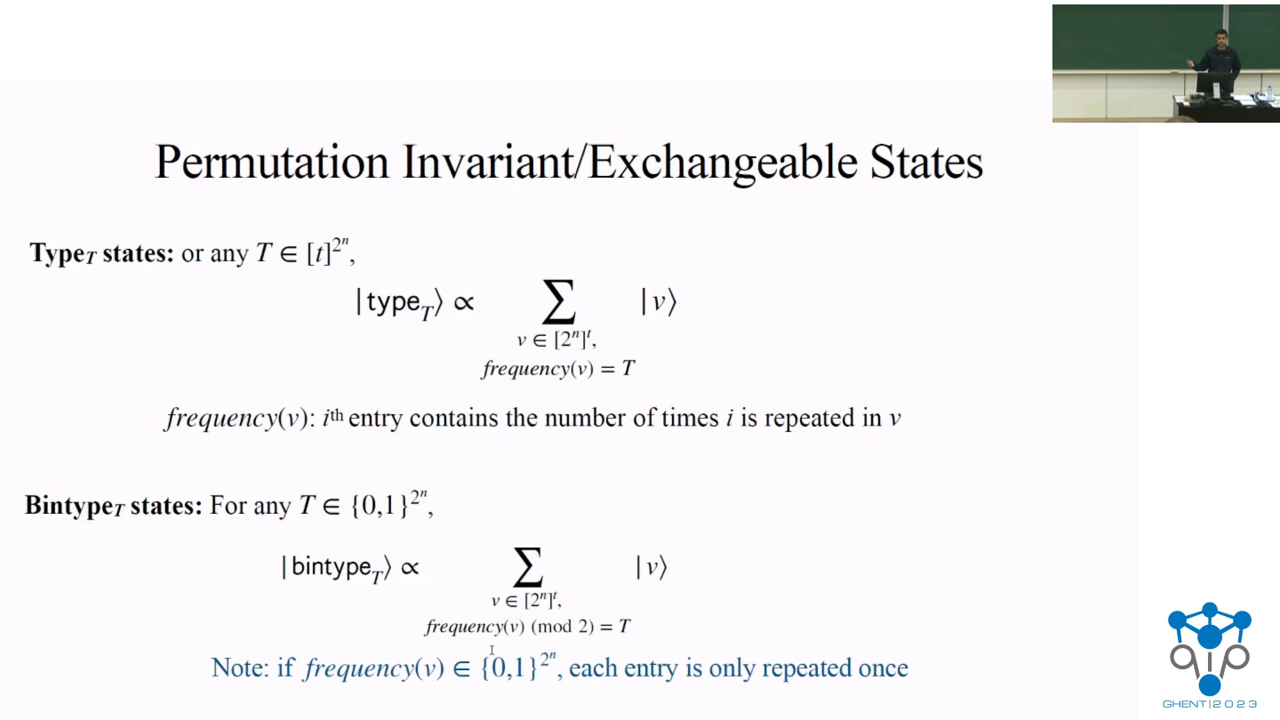 Permutation Invariant/Exchangeable States
Type_T states: or any T ∈ [t]^{2^n},
|type_T⟩ ∝ ∑ |v⟩
v ∈ [2^n]^t,
frequency(v) = T
frequency(v): i^th entry contains the number of times i is repeated in v
Bintype_T states: For any T ∈ {0,1}^{2^n},
|bintype_T⟩ ∝ ∑ |v⟩
v ∈ [2^n]^t,
frequency(v) (mod 2) = T
Note: if frequency(v) ∈ {0,1}^{2^n}, each entry is only repeated once
qip
GHENT|2023